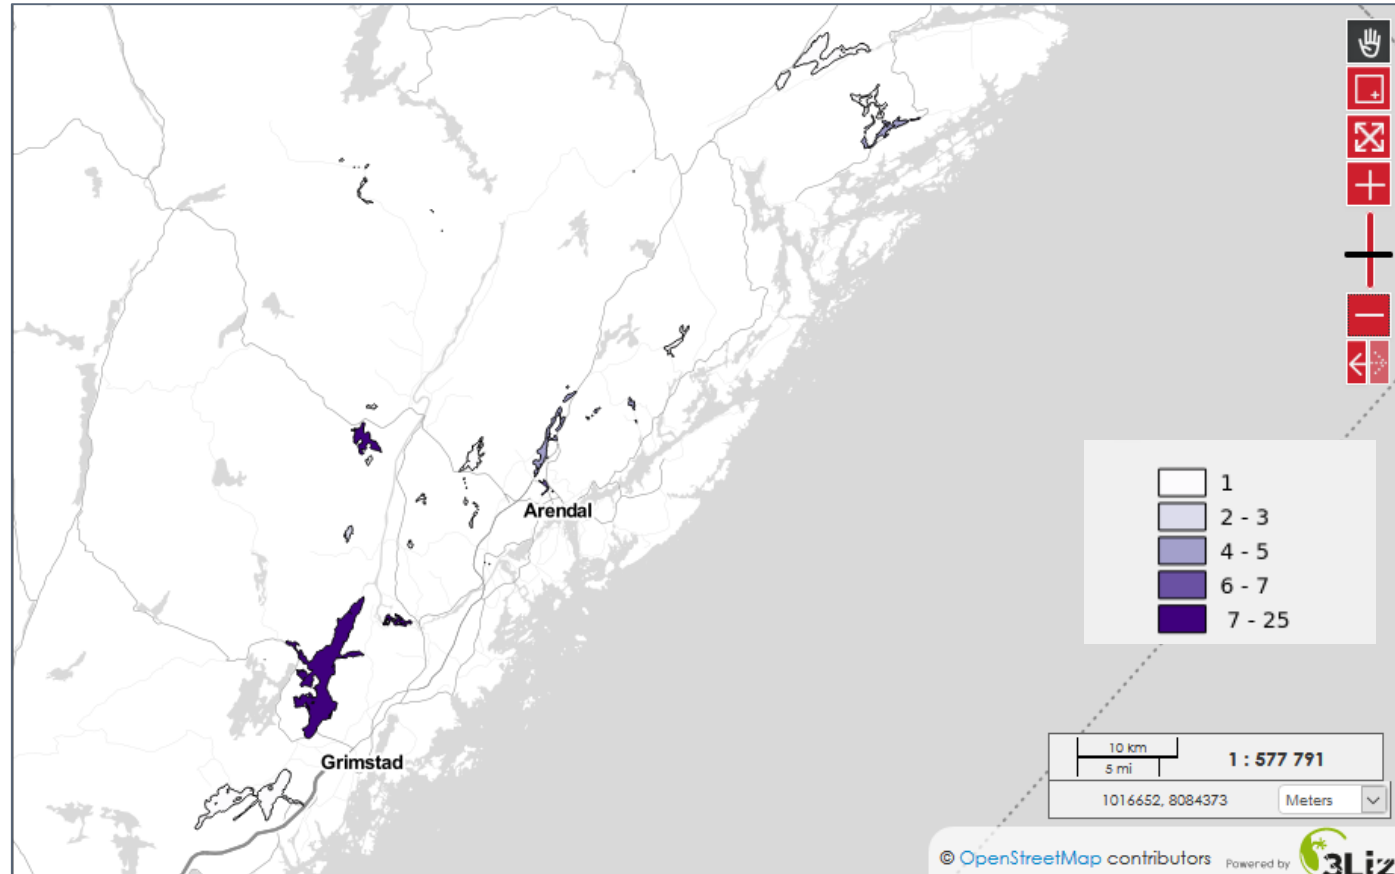 Arendal
Grimstad
1
2 - 3
4 - 5
6 - 7
7 - 25
10 km
5 mi
1 : 577 791
1016652, 8084373
Meters
© OpenStreetMap contributors
Powered by
3Liz